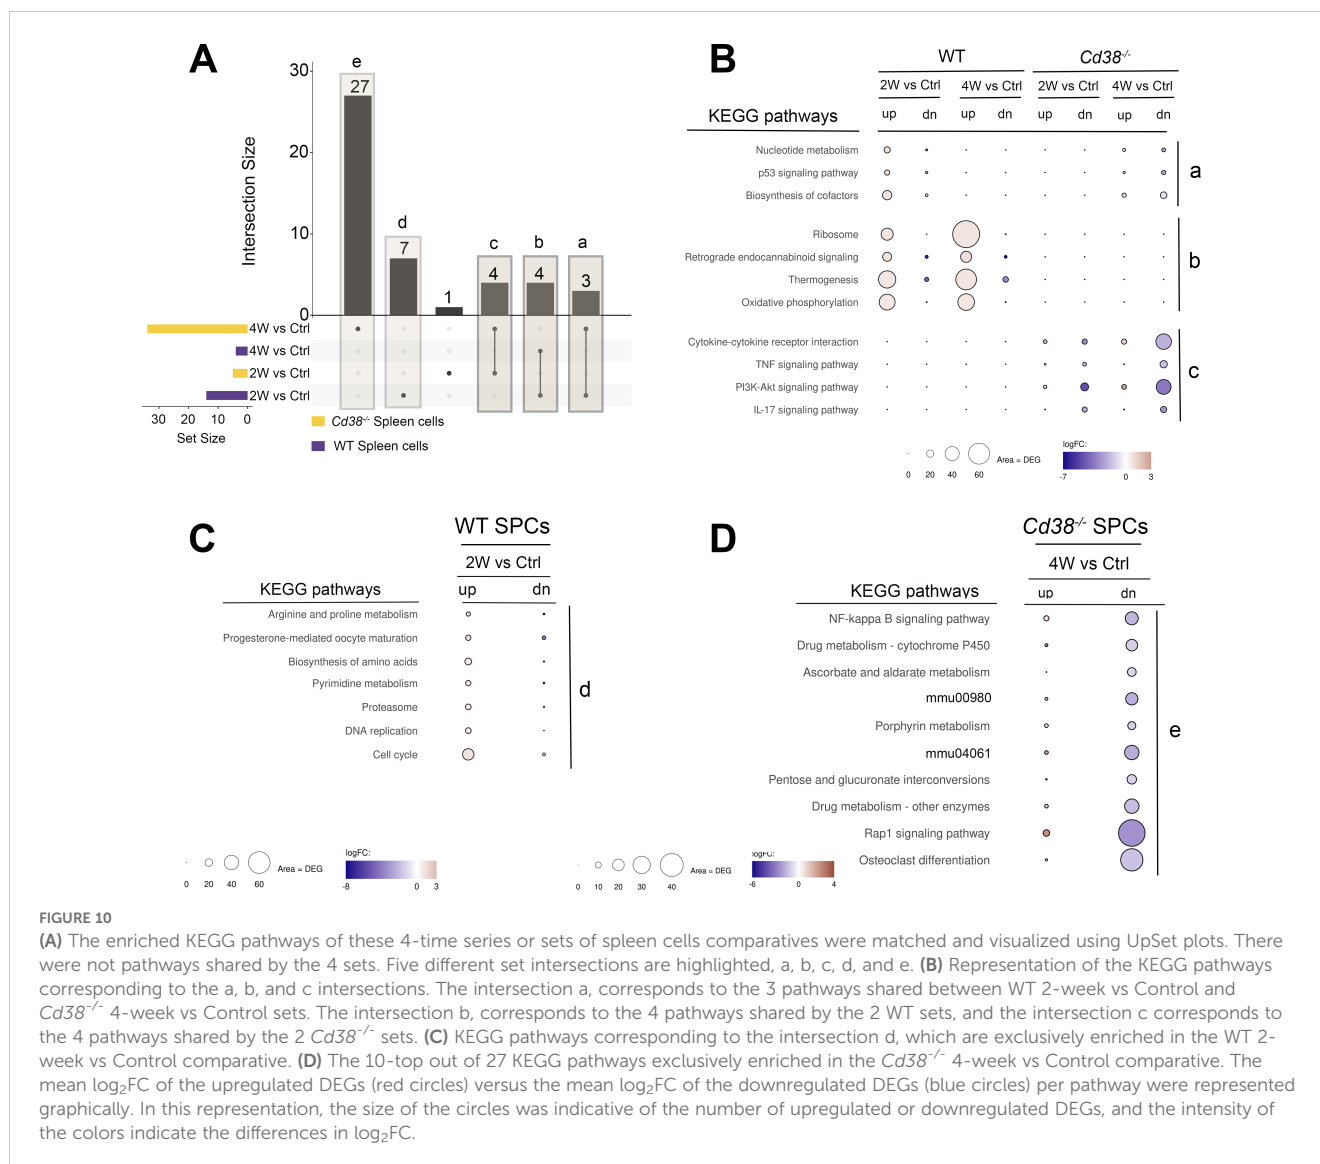 A
Intersection Size
30
20
10
0
e
27
d
7
1
c
4
b
4
a
3
4W vs Ctrl
4W vs Ctrl
2W vs Ctrl
2W vs Ctrl
30 20 10 0
Set Size
Cd38-/- Spleen cells
WT Spleen cells
B
WT Cd38-/-
2W vs Ctrl 4W vs Ctrl 2W vs Ctrl 4W vs Ctrl
KEGG pathways up dn up dn up dn up dn
Nucleotide metabolism
p53 signaling pathway
Biosynthesis of cofactors
a
Ribosome
Retrograde endocannabinoid signaling
Thermogenesis
Oxidative phosphorylation
b
Cytokine-cytokine receptor interaction
TNF signaling pathway
PI3K-Akt signaling pathway
IL-17 signaling pathway
c
0 20 40 60 Area = DEG
logFC:
-7 0 3
C
WT SPCs
2W vs Ctrl
KEGG pathways up dn
Arginine and proline metabolism
Progesterone-mediated oocyte maturation
Biosynthesis of amino acids
Pyrimidine metabolism
Proteasome
DNA replication
Cell cycle
d
0 20 40 60 Area = DEG
logFC:
-8 0 3
D
Cd38-/- SPCs
4W vs Ctrl
KEGG pathways up dn
NF-kappa B signaling pathway
Drug metabolism - cytochrome P450
Ascorbate and aldarate metabolism
mmu00980
Porphyrin metabolism
mmu04061
Pentose and glucuronate interconversions
Drug metabolism - other enzymes
Rap1 signaling pathway
Osteoclast differentiation
e
0 10 20 30 40 Area = DEG
logFC:
-6 0 4
FIGURE 10
(A) The enriched KEGG pathways of these 4-time series or sets of spleen cells comparatives were matched and visualized using UpSet plots. There
were not pathways shared by the 4 sets. Five different set intersections are highlighted, a, b, c, d, and e. (B) Representation of the KEGG pathways
corresponding to the a, b, and c intersections. The intersection a, corresponds to the 3 pathways shared between WT 2-week vs Control and
Cd38-/- 4-week vs Control sets. The intersection b, corresponds to the 4 pathways shared by the 2 WT sets, and the intersection c corresponds to
the 4 pathways shared by the 2 Cd38-/- sets. (C) KEGG pathways corresponding to the intersection d, which are exclusively enriched in the WT 2-
week vs Control comparative. (D) The 10-top out of 27 KEGG pathways exclusively enriched in the Cd38-/- 4-week vs Control comparative. The
mean log2FC of the upregulated DEGs (red circles) versus the mean log2FC of the downregulated DEGs (blue circles) per pathway were represented
graphically. In this representation, the size of the circles was indicative of the number of upregulated or downregulated DEGs, and the intensity of
the colors indicate the differences in log2FC.